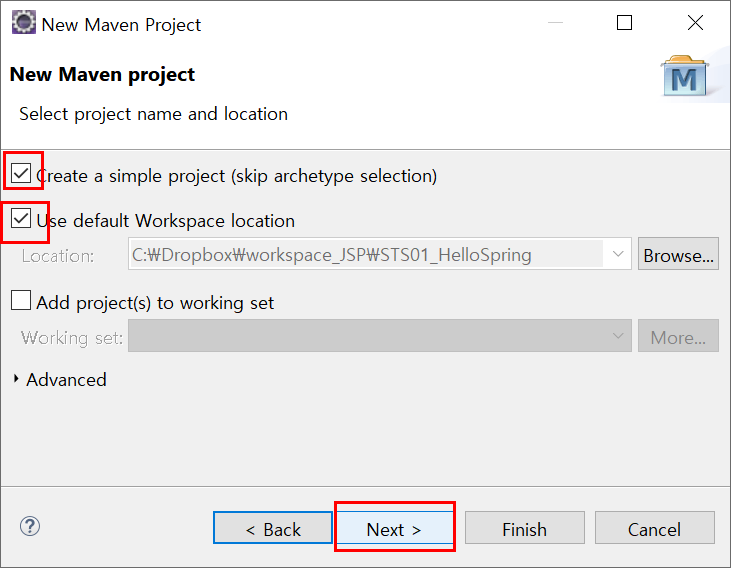 New Maven Project
New Maven project
Select project name and location
Create a simple project (skip archetype selection)
Use default Workspace location
Location: C:₩Dropbox₩workspace_JSP₩STS01_HelloSpring Browse...
Add project(s) to working set
Working set: More...
Advanced
? < Back Next > Finish Cancel